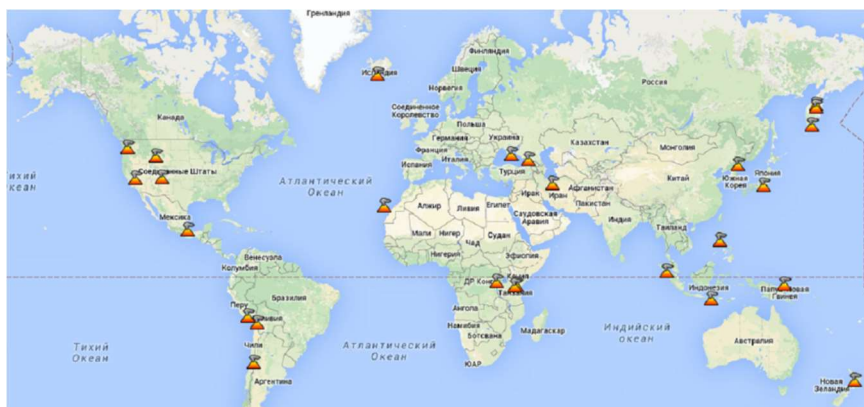 Гренландия
Исландия
Финляндия
Швеция
Норвегия
Россия
Соединенное
Королевство
Канада
Польша
Германия
Украина
Франция
Казахстан
Монголия
Италия
Испания
Турция
Соединенные Штаты
Южная
Корея
Япония
Китай
Атлантический
Океан
Ирак
Иран
Афганистан
Пакистан
Алжир
Ливия
Египет
Саудовская
Аравия
Индия
Мексика
Мали
Нигер
Судан
Чад
Таиланд
Венесуэла
Нигерия
Эфиопия
Колумбия
ДР Конго
Кения
Танзания
Индонезия
Гвинея
Перу
Бразилия
Ангола
Чили
Намибия
Ботсвана
Мадагаскар
Индийский
океан
Тихий
Океан
Атлантический
Океан
Австралия
ЮАР
Аргентина
Новая
Зеландия